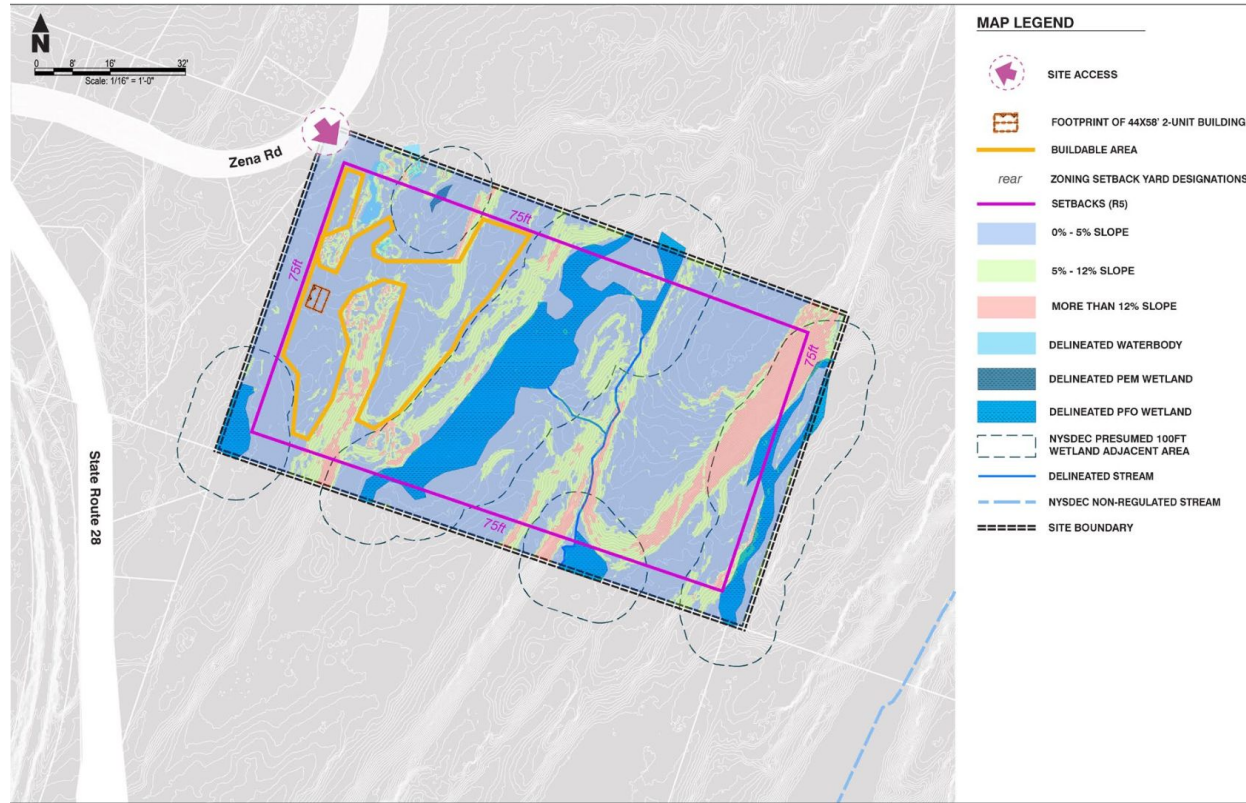 N
0 8' 16' 32'
Scale: 1/16" = 1'-0"
Zena Rd
State Route 28
75ft
75ft
75ft
75ft
MAP LEGEND
SITE ACCESS
FOOTPRINT OF 44X58' 2-UNIT BUILDING
BUILDABLE AREA
rear ZONING SETBACK YARD DESIGNATIONS
SETBACKS (R5)
0% - 5% SLOPE
5% - 12% SLOPE
MORE THAN 12% SLOPE
DELINEATED WATERBODY
DELINEATED PEM WETLAND
DELINEATED PFO WETLAND
NYSDEC PRESUMED 100FT
WETLAND ADJACENT AREA
DELINEATED STREAM
NYSDEC NON-REGULATED STREAM
SITE BOUNDARY